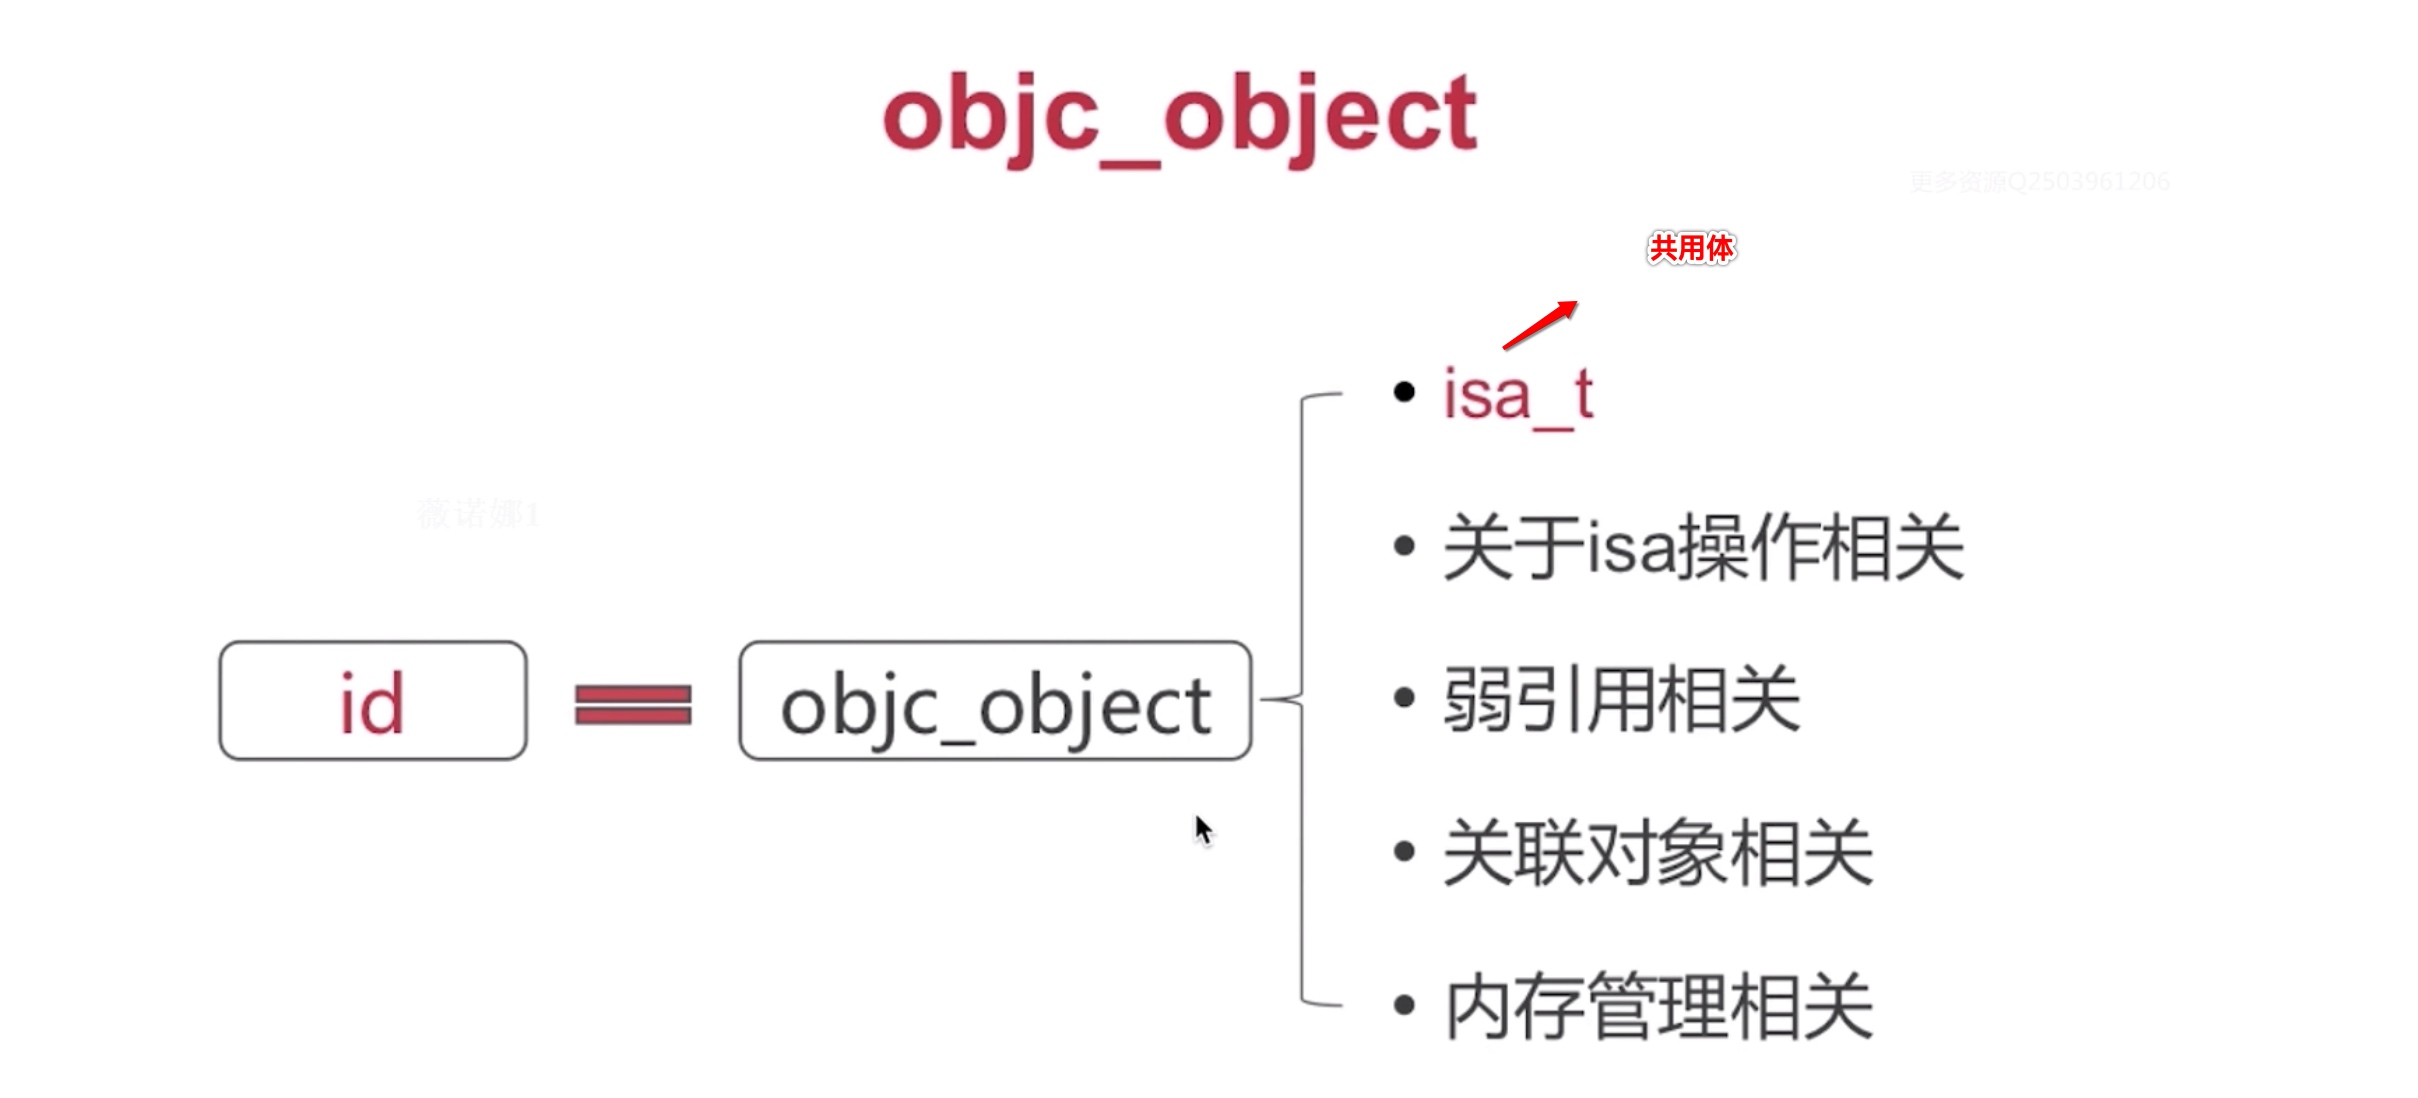 objc_object
更多资源Q2503961206
共用体
• isa_t
• 关于isa操作相关
薇诺娜1
• 弱引用相关
id
objc_object
• 关联对象相关
• 内存管理相关